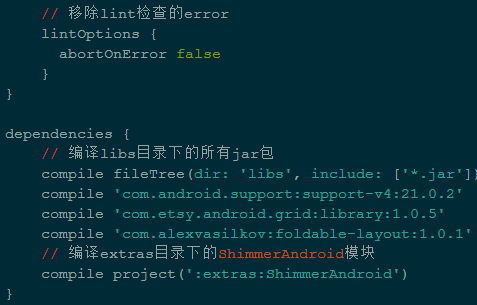 // 移除lint检查的error
lintOptions {
abortOnError false
}
}
dependencies {
// 编译libs目录下的所有jar包
compile fileTree(dir: 'libs', include: ['*.jar'])
compile 'com.android.support:support-v4:21.0.2'
compile 'com.etsy.android.grid:library:1.0.5'
compile 'com.alexvasilkov:foldable-layout:1.0.1'
// 编译extras目录下的ShimmerAndroid模块
compile project(':extras:ShimmerAndroid')
}